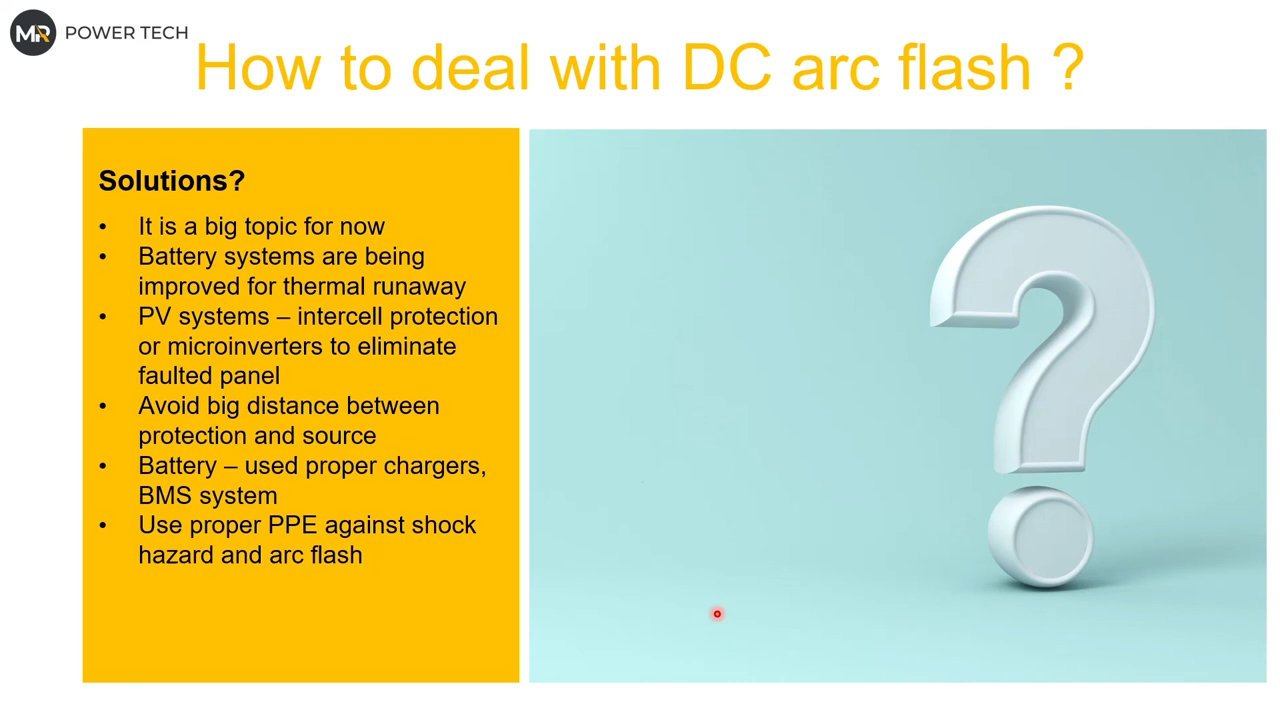 MR POWER TECH
How to deal with DC arc flash ?
Solutions?
• It is a big topic for now
• Battery systems are being
improved for thermal runaway
• PV systems – intercell protection
or microinverters to eliminate
faulted panel
• Avoid big distance between
protection and source
• Battery – used proper chargers,
BMS system
• Use proper PPE against shock
hazard and arc flash
?